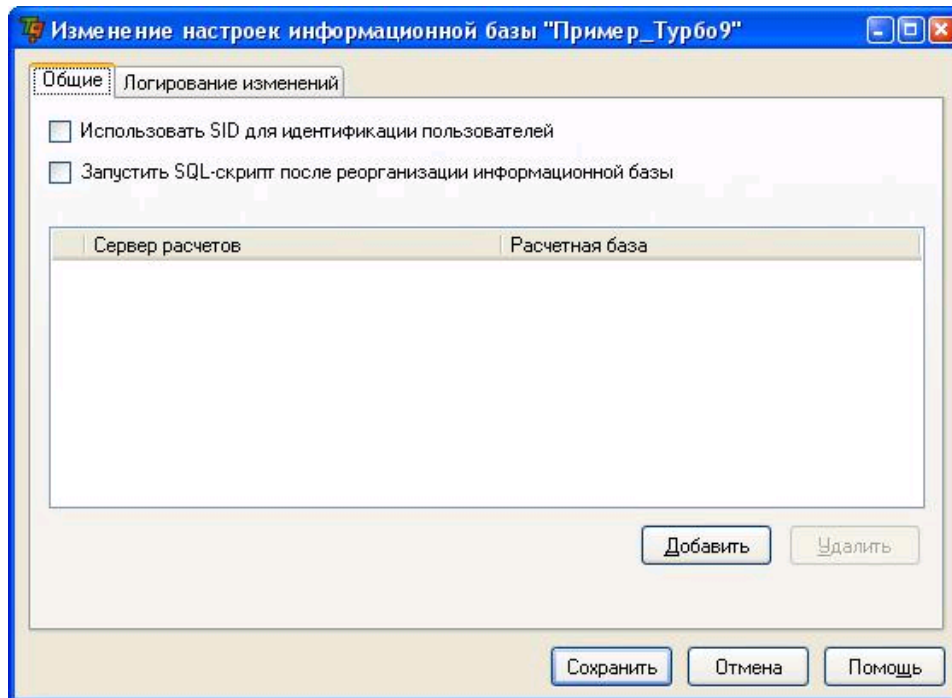 Изменение настроек информационной базы "Пример_Турбо9"
Общие Логирование изменений
Использовать SID для идентификации пользователей
Запустить SQL-скрипт после реорганизации информационной базы
Сервер расчетов Расчетная база
Добавить Удалить
Сохранить Отмена Помощь